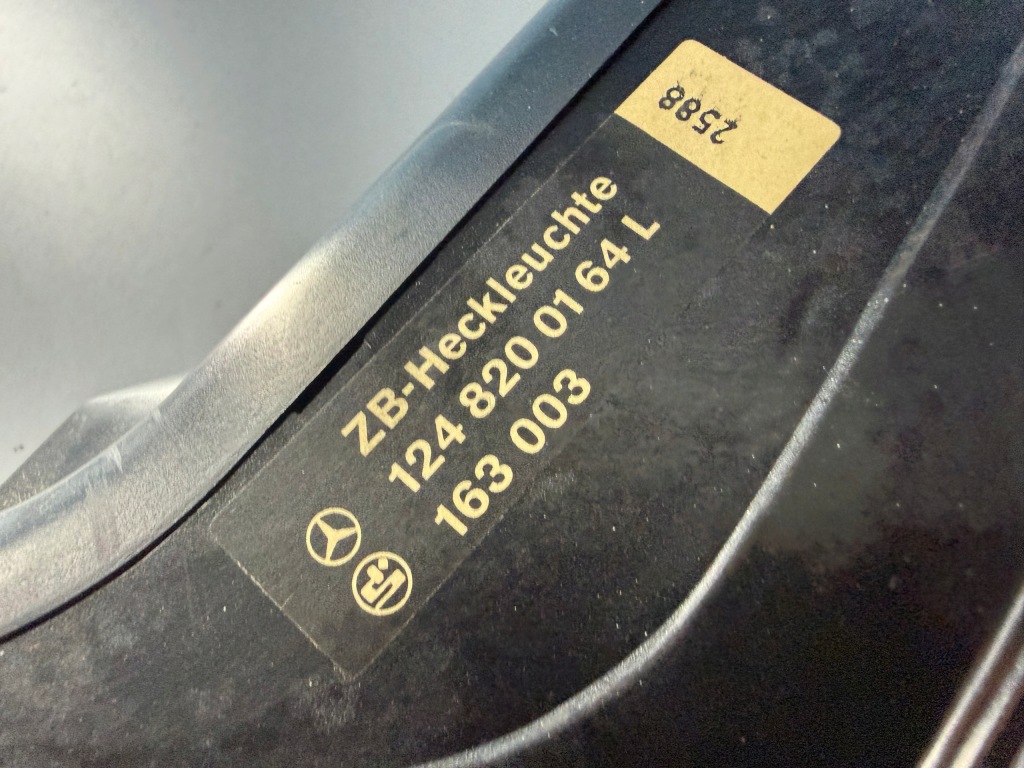 2588
ZB-Heckleuchte
124 820 01 64 L
163 003